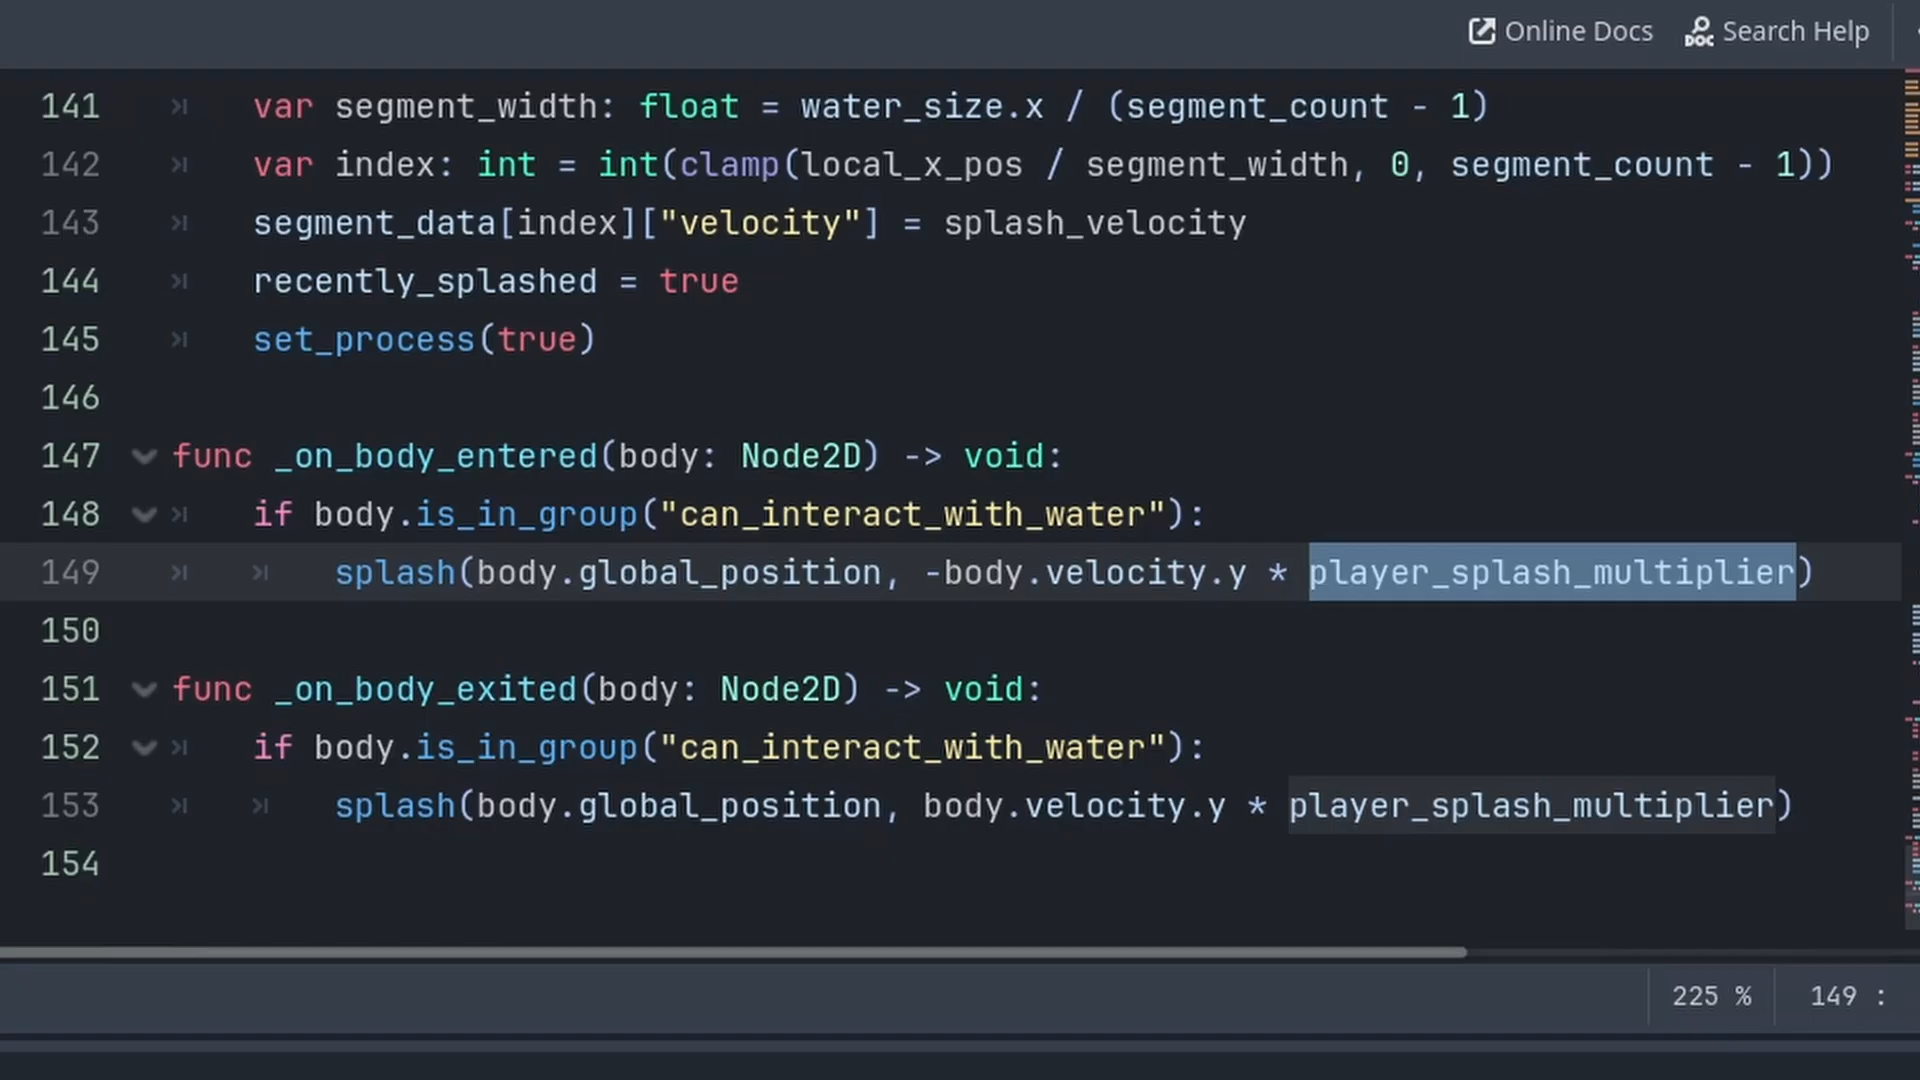 Online Docs Search Help
141 var segment_width: float = water_size.x / (segment_count - 1)
142 var index: int = int(clamp(local_x_pos / segment_width, 0, segment_count - 1))
143 segment_data[index]["velocity"] = splash_velocity
144 recently_splashed = true
145 set_process(true)
146
147 func _on_body_entered(body: Node2D) -> void:
148 if body.is_in_group("can_interact_with_water"):
149 splash(body.global_position, -body.velocity.y * player_splash_multiplier)
150
151 func _on_body_exited(body: Node2D) -> void:
152 if body.is_in_group("can_interact_with_water"):
153 splash(body.global_position, body.velocity.y * player_splash_multiplier)
154
225 % 149 :